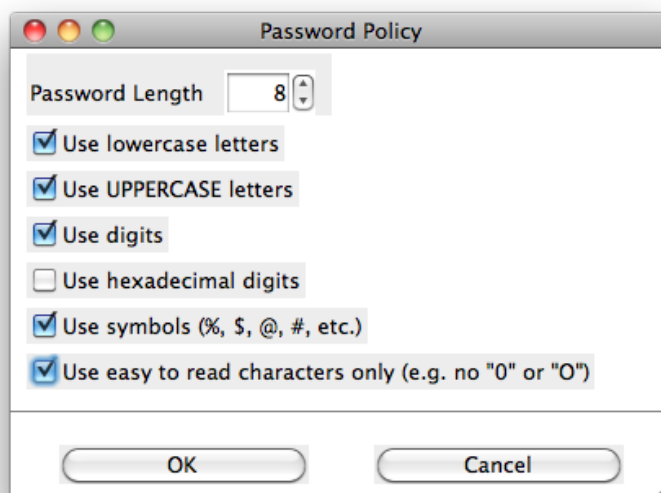 Password Policy
Password Length 8
Use lowercase letters
Use UPPERCASE letters
Use digits
Use hexadecimal digits
Use symbols (%, $, @, #, etc.)
Use easy to read characters only (e.g. no "0" or "O")
OK Cancel